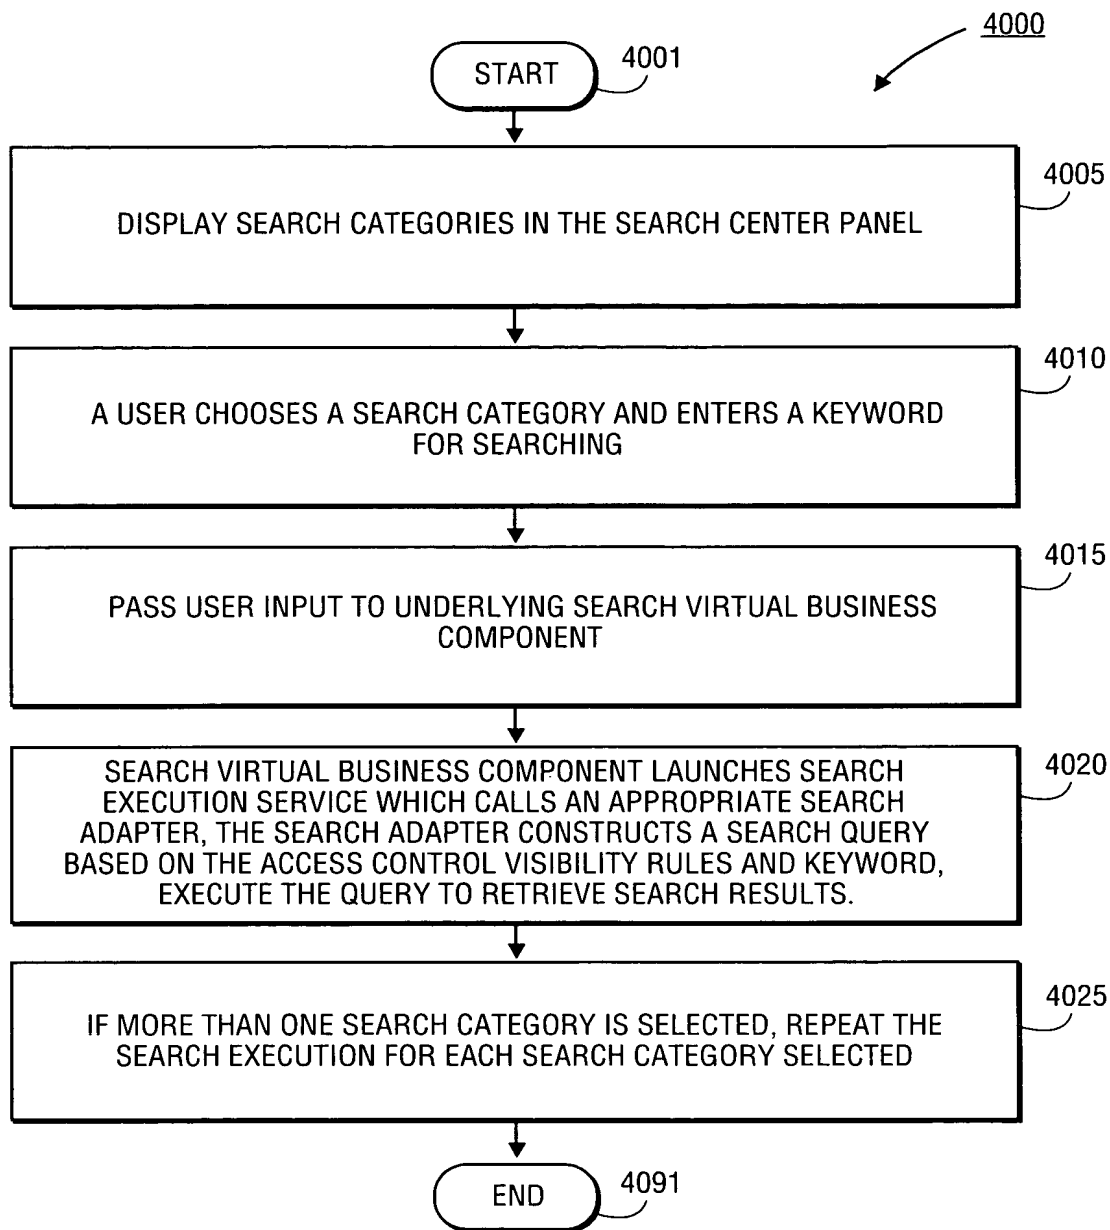 4000
START
4001
DISPLAY SEARCH CATEGORIES IN THE SEARCH CENTER PANEL
4005
A USER CHOOSES A SEARCH CATEGORY AND ENTERS A KEYWORD
FOR SEARCHING
4010
PASS USER INPUT TO UNDERLYING SEARCH VIRTUAL BUSINESS
COMPONENT
4015
SEARCH VIRTUAL BUSINESS COMPONENT LAUNCHES SEARCH
EXECUTION SERVICE WHICH CALLS AN APPROPRIATE SEARCH
ADAPTER, THE SEARCH ADAPTER CONSTRUCTS A SEARCH QUERY
BASED ON THE ACCESS CONTROL VISIBILITY RULES AND KEYWORD,
EXECUTE THE QUERY TO RETRIEVE SEARCH RESULTS.
4020
IF MORE THAN ONE SEARCH CATEGORY IS SELECTED, REPEAT THE
SEARCH EXECUTION FOR EACH SEARCH CATEGORY SELECTED
4025
END
4091